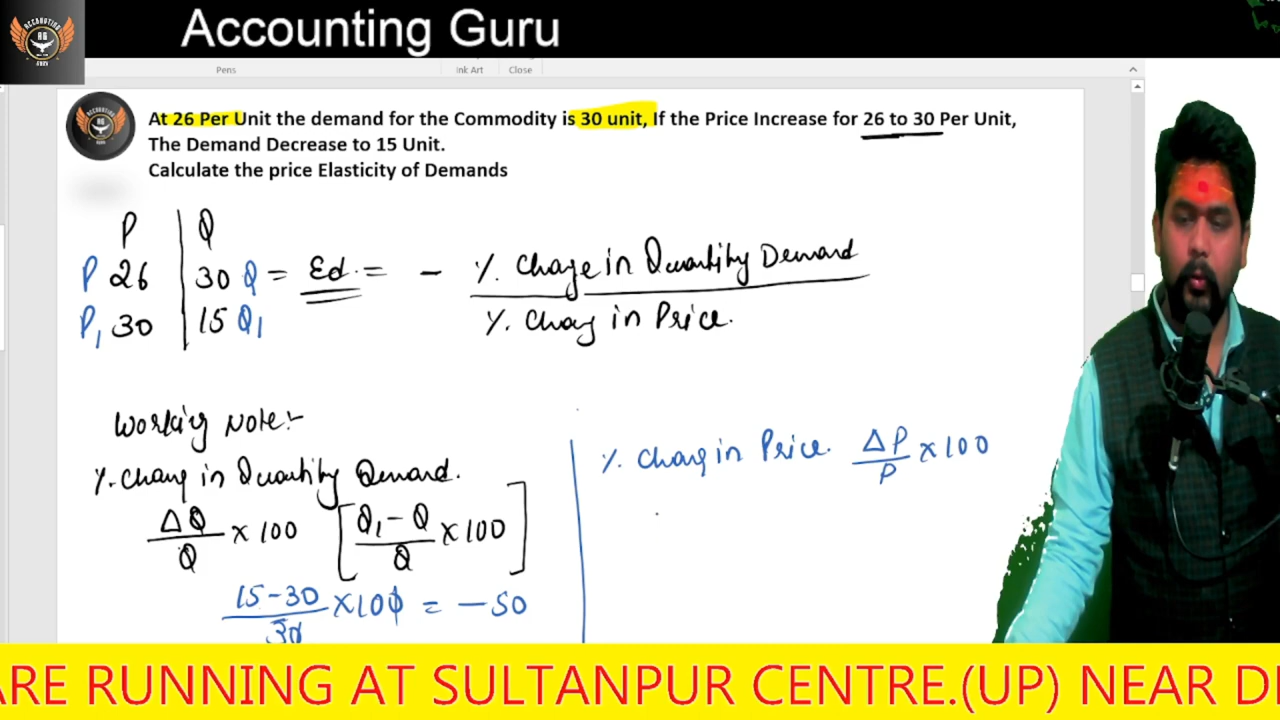 Accounting Guru
Pens Ink Art Close
At 26 Per Unit the demand for the Commodity is 30 unit, If the Price Increase for 26 to 30 Per Unit,
The Demand Decrease to 15 Unit.
Calculate the price Elasticity of Demands
P | Q
P 26 | 30 Q = Ed = - % Chage in Quantity Demand
P1 30 | 15 Q1 % Chang in Price.
Working Note:-
% Chang in Price. ΔP/P × 100
% Chang in Quantity Demand.
ΔQ/Q × 100 [Q1 - Q/Q × 100]
15-30/30 × 100 = -50
ARE RUNNING AT SULTANPUR CENTRE.(UP) NEAR D